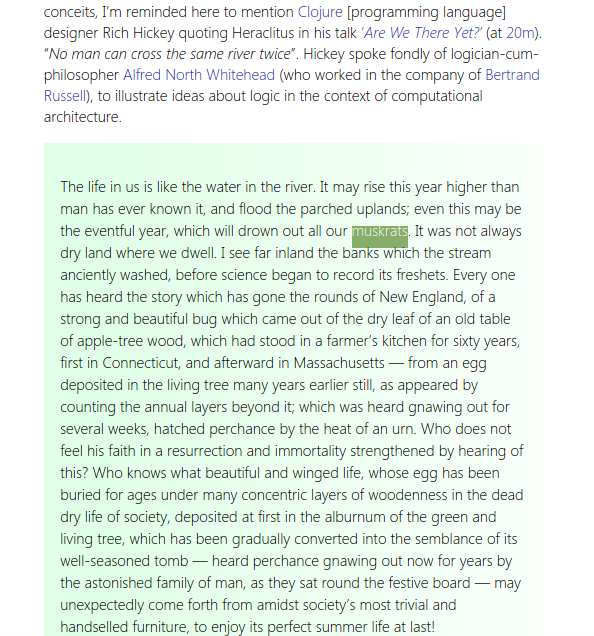 conceits, I’m reminded here to mention Clojure [programming language]
designer Rich Hickey quoting Heraclitus in his talk ‘Are We There Yet?’ (at 20m).
“No man can cross the same river twice”. Hickey spoke fondly of logician-cum-
philosopher Alfred North Whitehead (who worked in the company of Bertrand
Russell), to illustrate ideas about logic in the context of computational
architecture.
The life in us is like the water in the river. It may rise this year higher than
man has ever known it, and flood the parched uplands; even this may be
the eventful year, which will drown out all our muskrats. It was not always
dry land where we dwell. I see far inland the banks which the stream
anciently washed, before science began to record its freshets. Every one
has heard the story which has gone the rounds of New England, of a
strong and beautiful bug which came out of the dry leaf of an old table
of apple-tree wood, which had stood in a farmer’s kitchen for sixty years,
first in Connecticut, and afterward in Massachusetts — from an egg
deposited in the living tree many years earlier still, as appeared by
counting the annual layers beyond it; which was heard gnawing out for
several weeks, hatched perchance by the heat of an urn. Who does not
feel his faith in a resurrection and immortality strengthened by hearing of
this? Who knows what beautiful and winged life, whose egg has been
buried for ages under many concentric layers of woodenness in the dead
dry life of society, deposited at first in the alburnum of the green and
living tree, which has been gradually converted into the semblance of its
well-seasoned tomb — heard perchance gnawing out now for years by
the astonished family of man, as they sat round the festive board — may
unexpectedly come forth from amidst society’s most trivial and
handselled furniture, to enjoy its perfect summer life at last!